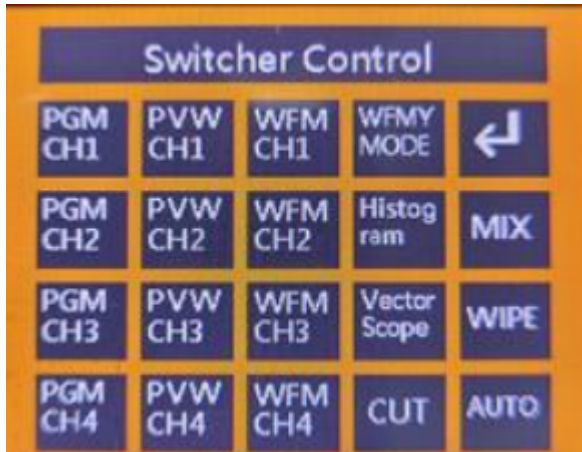 Switcher Control
PGM CH1
PVW CH1
WFM CH1
WFMY MODE
PGM CH2
PVW CH2
WFM CH2
Histog ram
MIX
PGM CH3
PVW CH3
WFM CH3
Vector Scope
WIPE
PGM CH4
PVW CH4
WFM CH4
CUT
AUTO